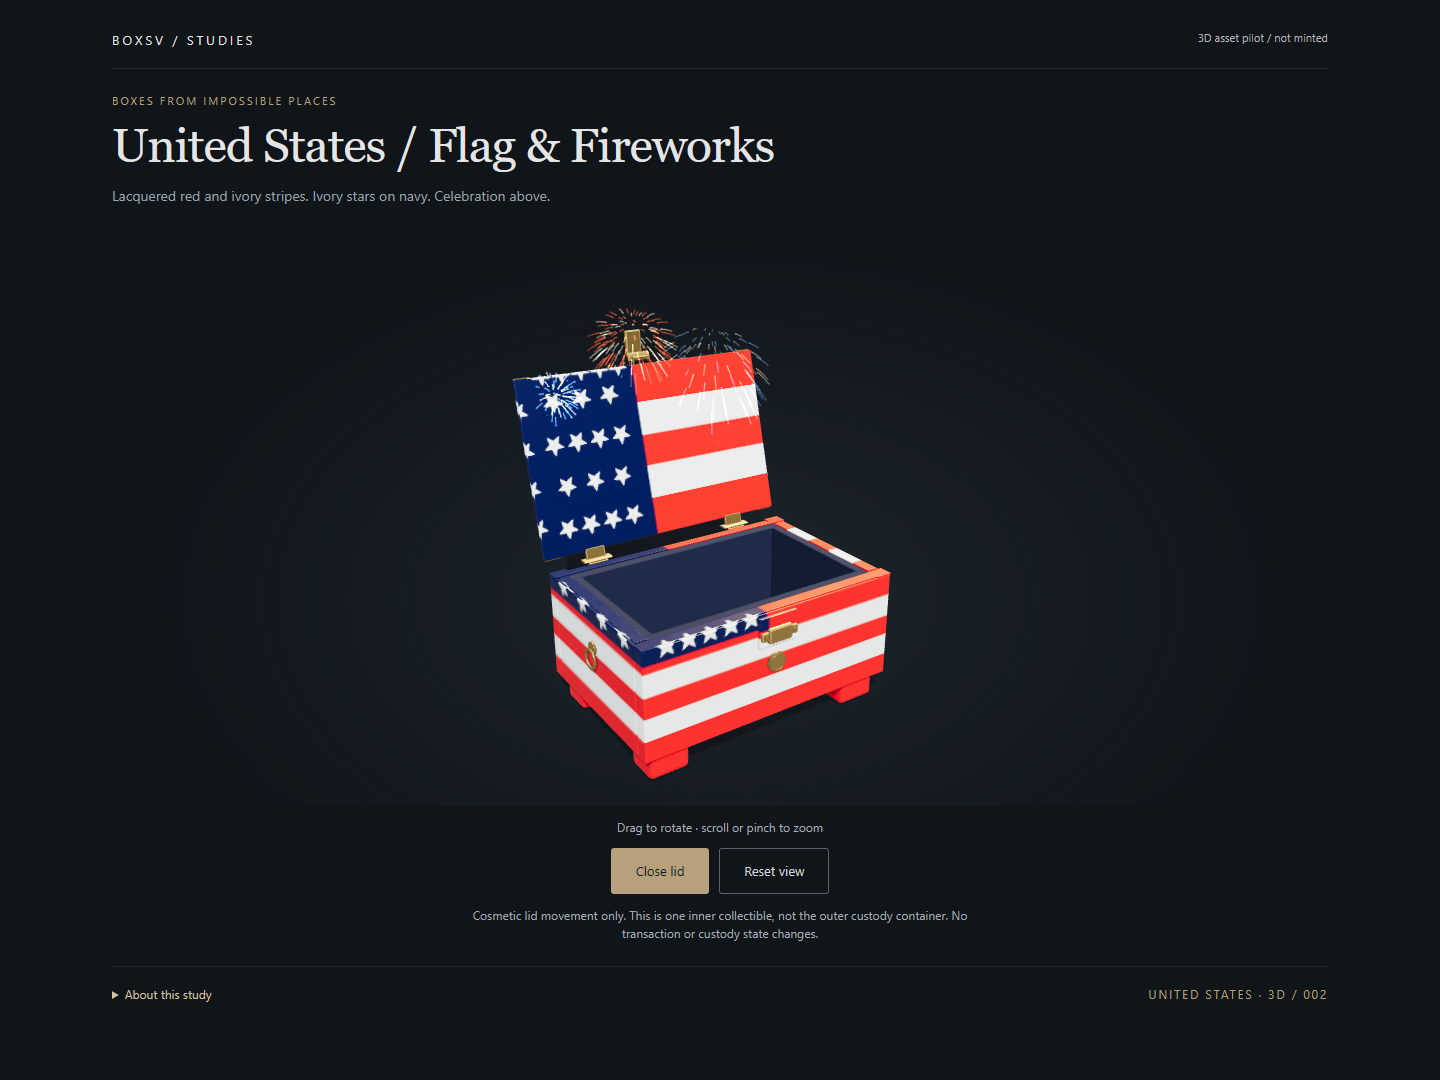 BOXSV / STUDIES
3D asset pilot / not minted
BOXES FROM IMPOSSIBLE PLACES
United States / Flag & Fireworks
Lacquered red and ivory stripes. Ivory stars on navy. Celebration above.
Drag to rotate · scroll or pinch to zoom
Close lid
Reset view
Cosmetic lid movement only. This is one inner collectible, not the outer custody container. No
transaction or custody state changes.
About this study
UNITED STATES · 3D / 002